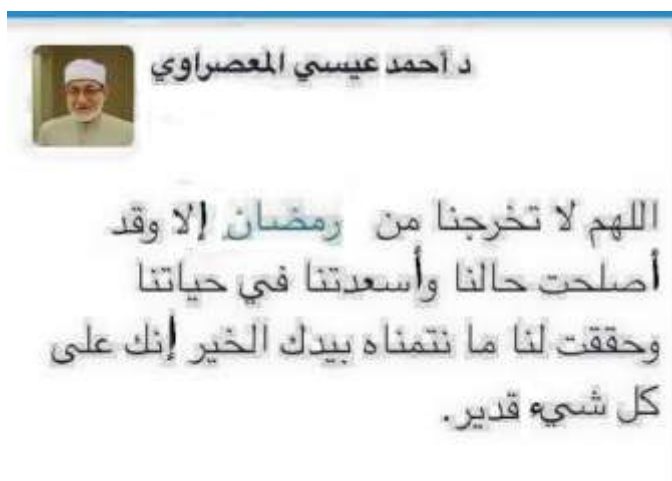 د أحمد عيسي المعصراوي
اللهم لا تخرجنا من رمضان إلا وقد
أصلحت حالنا وأسعدتنا في حياتنا
وحققت لنا ما نتمناه بيدك الخير إنك على
كل شيء قدير.